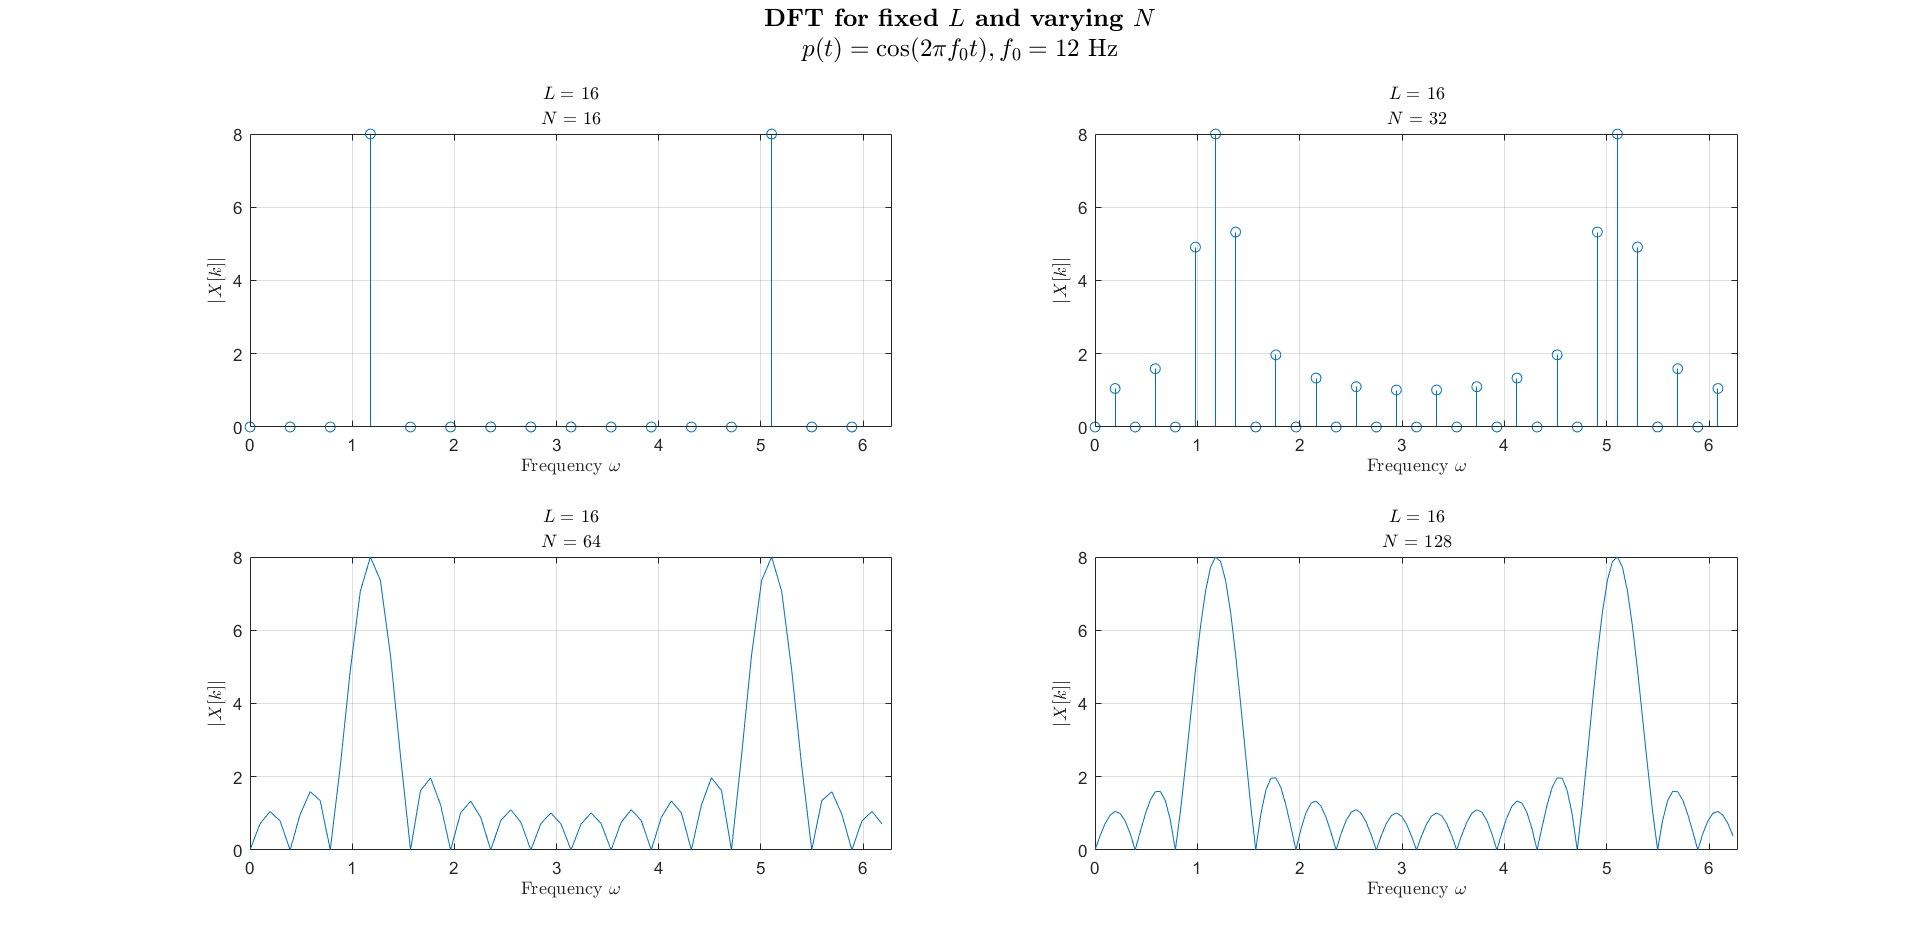 DFT for fixed L and varying N
p(t) = cos(2πf₀t), f₀ = 12 Hz
L = 16
N = 16
8
6
4
2
0
|X[k]|
0 1 2 3 4 5 6
Frequency ω
L = 16
N = 32
8
6
4
2
0
|X[k]|
0 1 2 3 4 5 6
Frequency ω
L = 16
N = 64
8
6
4
2
0
|X[k]|
0 1 2 3 4 5 6
Frequency ω
L = 16
N = 128
8
6
4
2
0
|X[k]|
0 1 2 3 4 5 6
Frequency ω